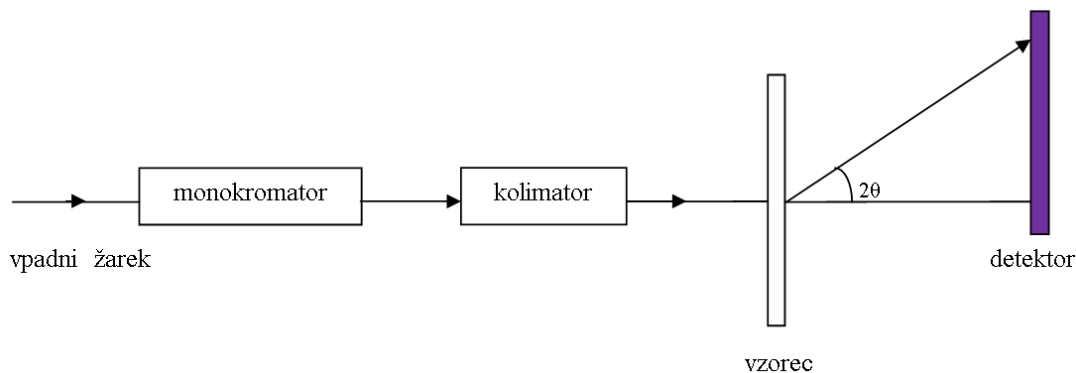 monokromator
kolimator
2θ
vpadni žarek
detektor
vzorec